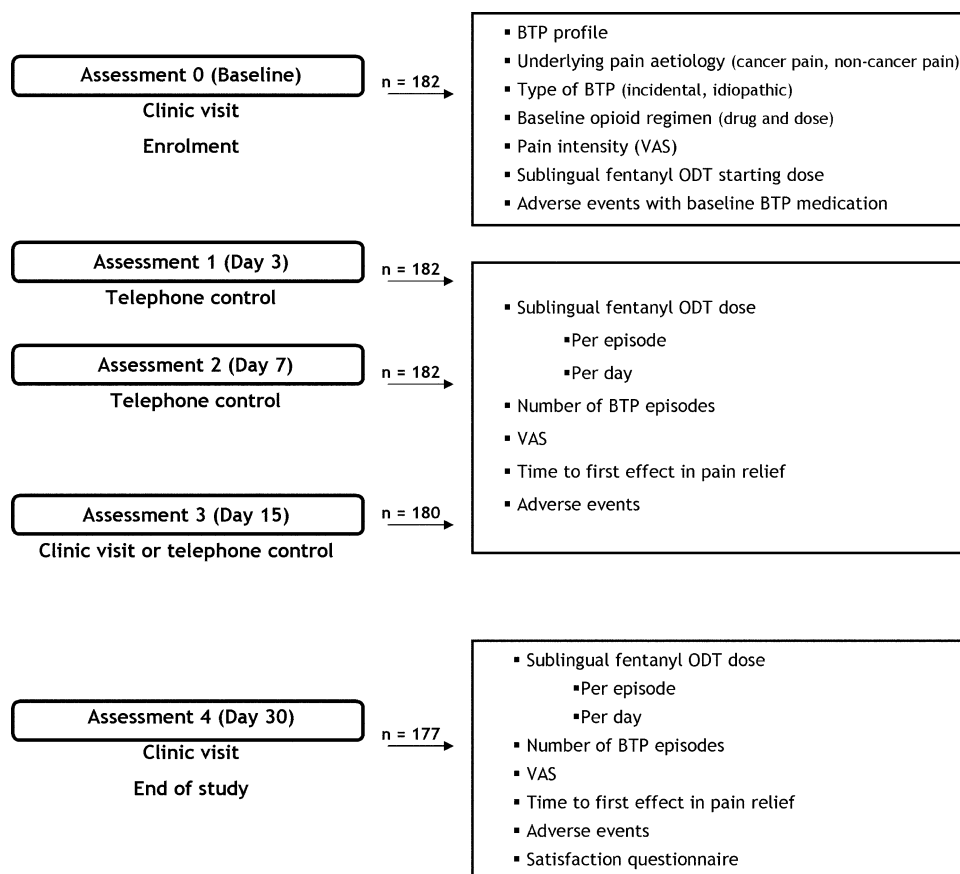 Assessment 0 (Baseline)
Clinic visit
Enrolment
n = 182
▪ BTP profile
▪ Underlying pain aetiology (cancer pain, non-cancer pain)
▪ Type of BTP (incidental, idiopathic)
▪ Baseline opioid regimen (drug and dose)
▪ Pain intensity (VAS)
▪ Sublingual fentanyl ODT starting dose
▪ Adverse events with baseline BTP medication
Assessment 1 (Day 3)
Telephone control
n = 182
Assessment 2 (Day 7)
Telephone control
n = 182
Assessment 3 (Day 15)
Clinic visit or telephone control
n = 180
▪ Sublingual fentanyl ODT dose
▪Per episode
▪Per day
▪ Number of BTP episodes
▪ VAS
▪ Time to first effect in pain relief
▪ Adverse events
Assessment 4 (Day 30)
Clinic visit
End of study
n = 177
▪ Sublingual fentanyl ODT dose
▪Per episode
▪Per day
▪ Number of BTP episodes
▪ VAS
▪ Time to first effect in pain relief
▪ Adverse events
▪ Satisfaction questionnaire